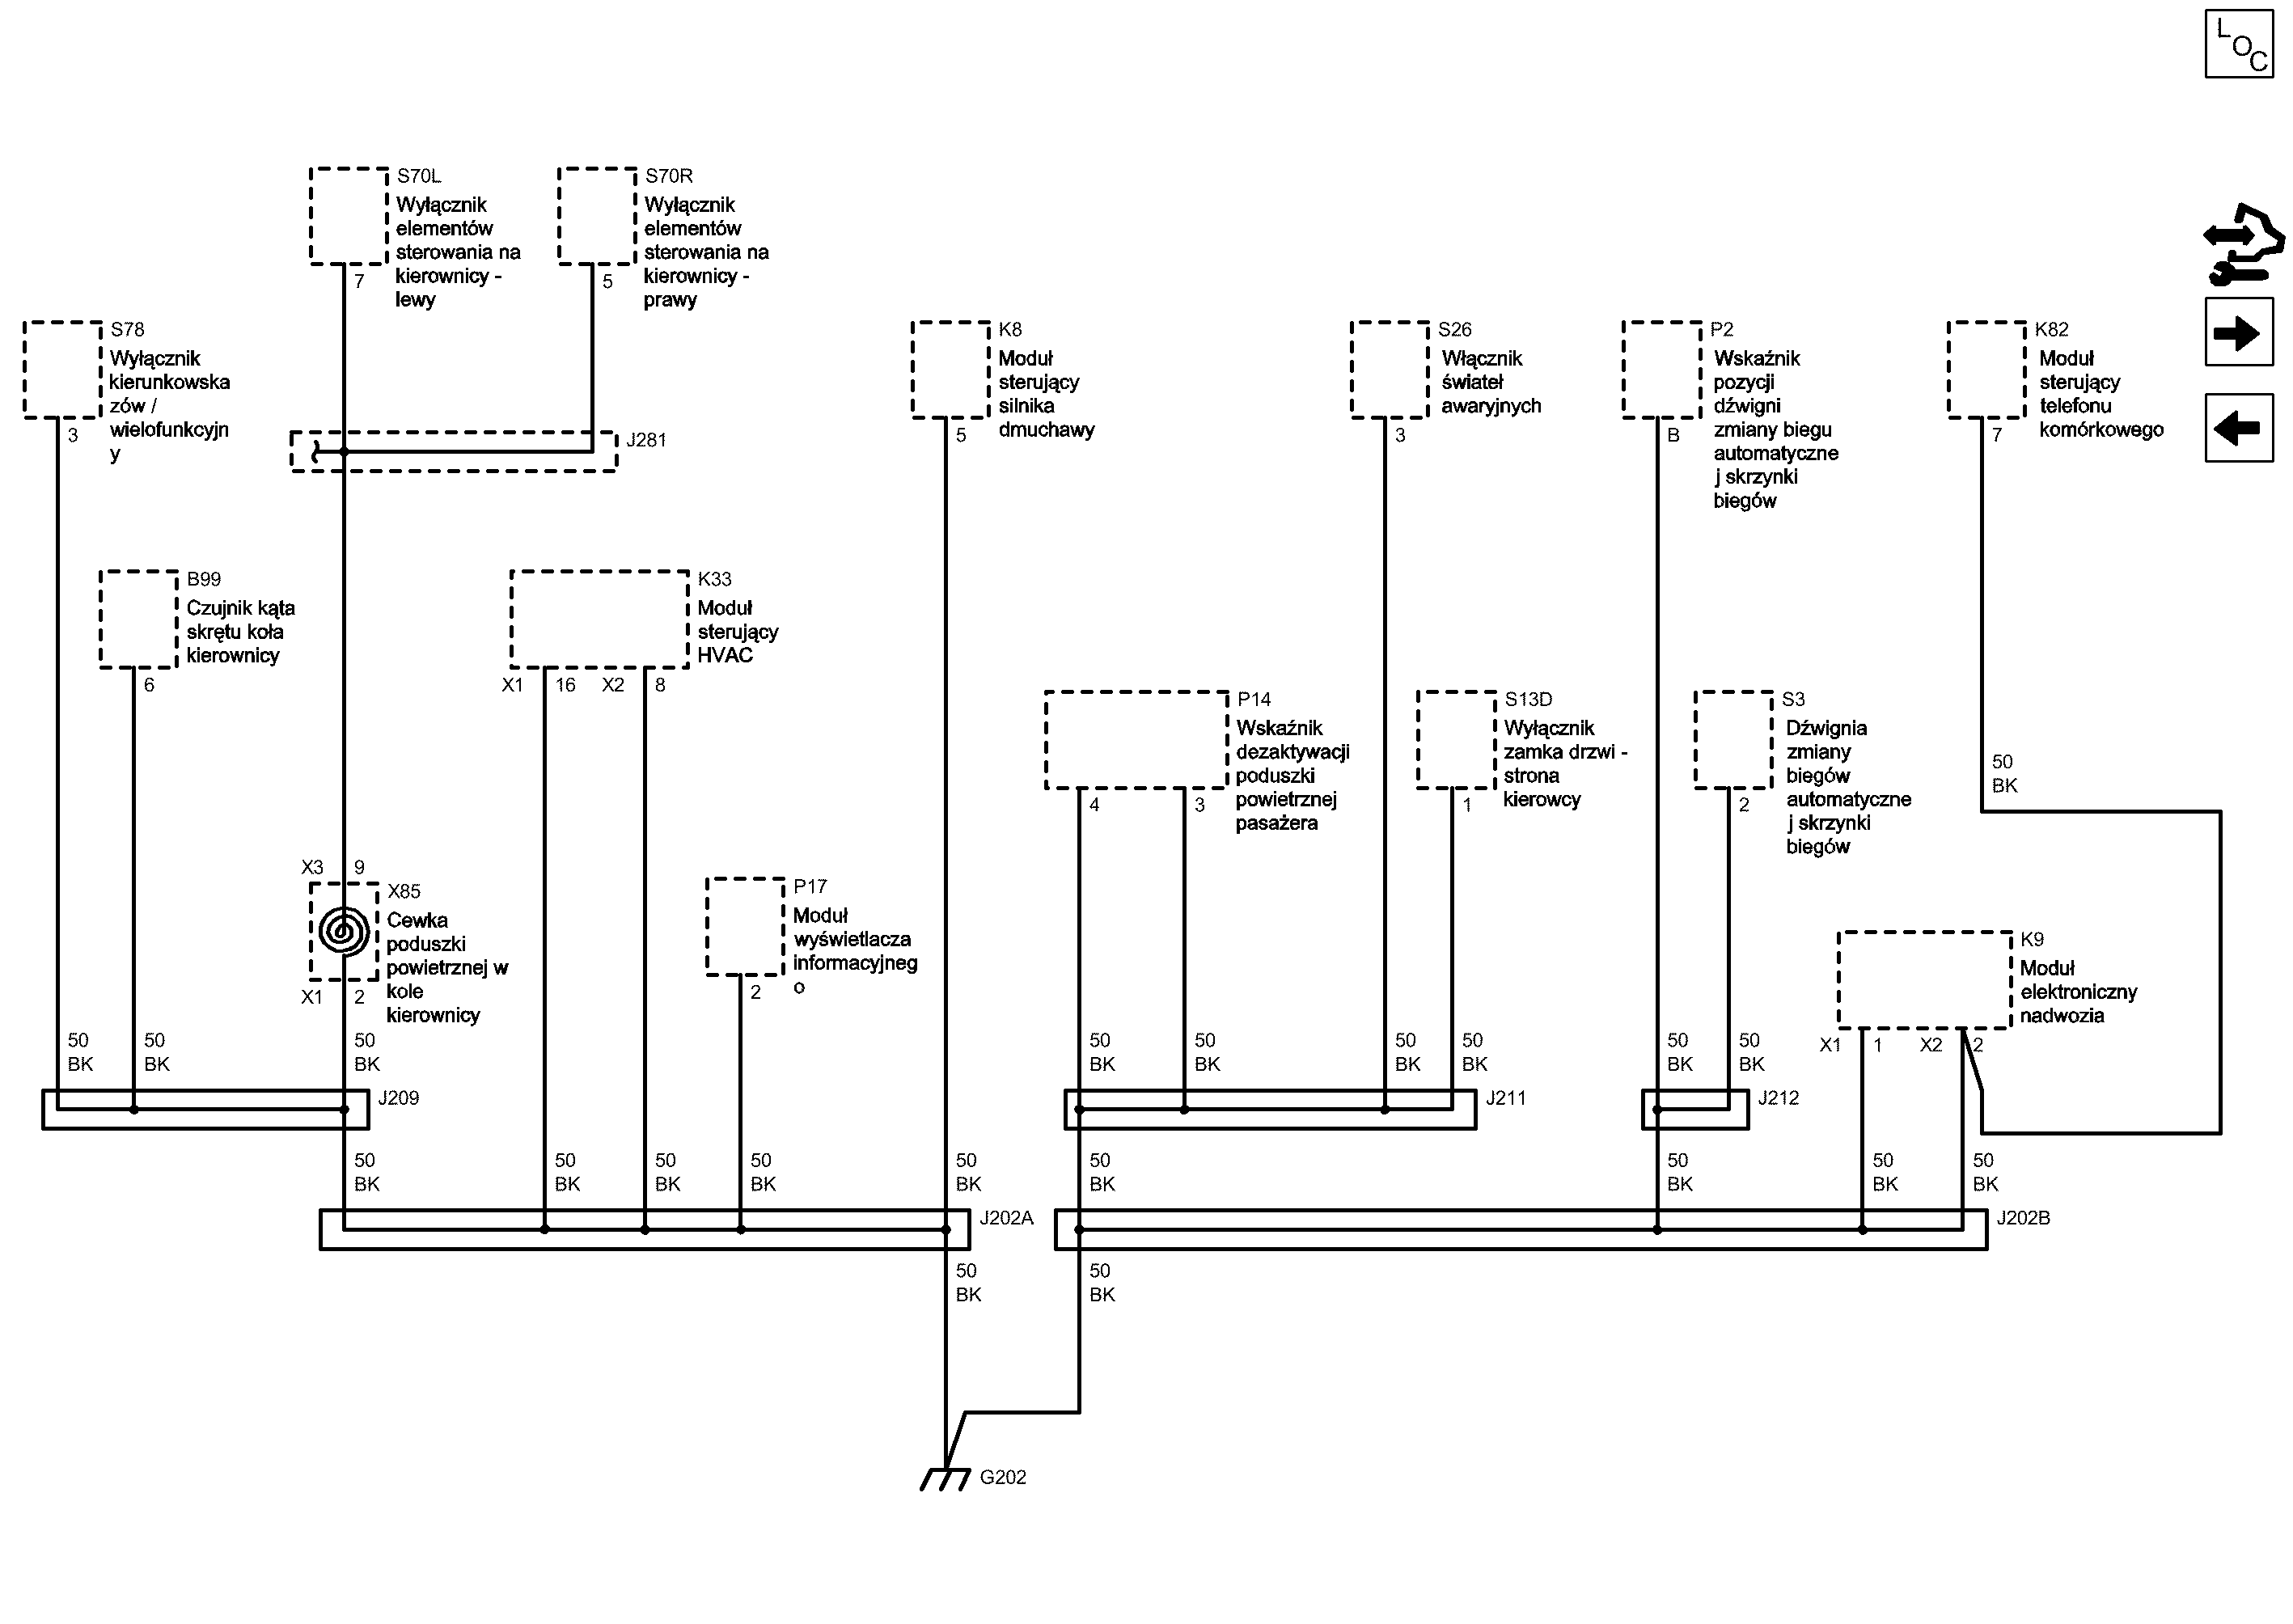 LOC
S70L
Wyłącznik
elementów
sterowania na
kierownicy -
lewy
7
S70R
Wyłącznik
elementów
sterowania na
kierownicy -
prawy
5
S78
Wyłącznik
kierunkowska
zów /
wielofunkcyjn
y
3
J281
K8
Moduł
sterujący
silnika
dmuchawy
5
S26
Włącznik
świateł
awaryjnych
3
P2
Wskaźnik
pozycji
dźwigni
zmiany biegu
automatyczne
j skrzynki
biegów
B
K82
Moduł
sterujący
telefonu
komórkowego
7
B99
Czujnik kąta
skrętu koła
kierownicy
6
K33
Moduł
sterujący
HVAC
X1 16 X2 8
P14
Wskaźnik
dezaktywacji
poduszki
powietrznej
pasażera
4 3
S13D
Wyłącznik
zamka drzwi -
strona
kierowcy
1
S3
Dźwignia
zmiany
biegów
automatyczne
j skrzynki
biegów
2
50
BK
X3 9
X85
Cewka
poduszki
powietrznej w
kole
kierownicy
X1 2
P17
Moduł
wyświetlacza
informacyjneg
o
2
K9
Moduł
elektroniczny
nadwozia
X1 1 X2 2
50 50 50 50 50 50 50 50 50
BK BK BK BK BK BK BK BK BK
J209 J211 J212
50 50 50 50 50 50 50 50 50
BK BK BK BK BK BK BK BK BK
J202A J202B
50 50
BK BK
G202